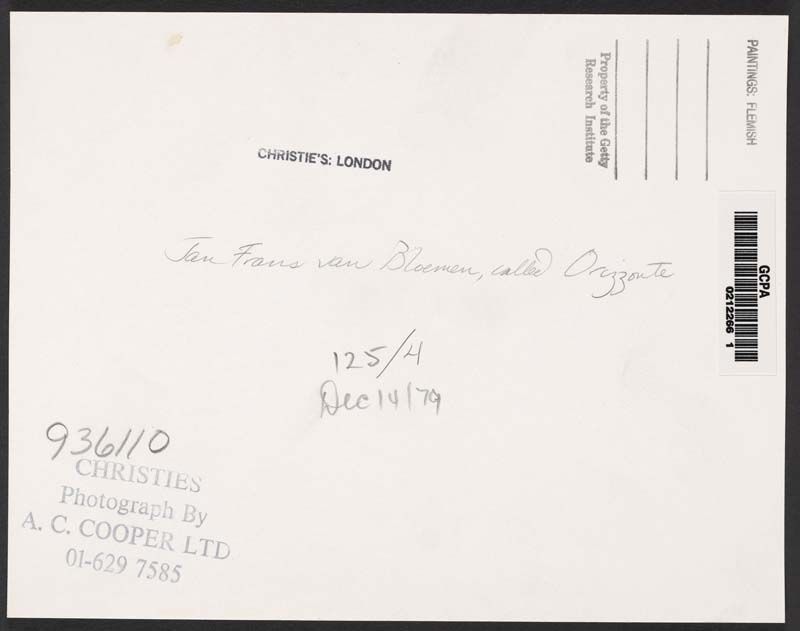 PAINTINGS: FLEMISH
Property of the Getty
Research Institute
CHRISTIE'S: LONDON
GCPA
0212266 1
Jan Frans van Bloemen, called Orizzonte
125/4
Dec 14/79
936110
CHRISTIES
Photograph By
A. C. COOPER LTD
01-629 7585